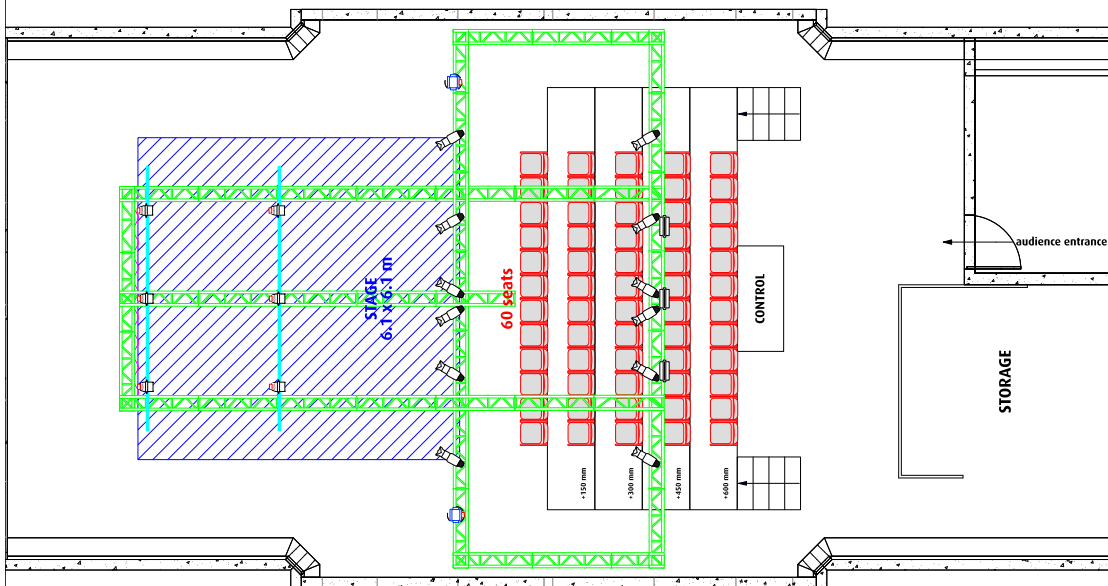 STAGE
6.1 x 6.1 m
60 seats
+150 mm
+300 mm
+450 mm
+600 mm
CONTROL
audience entrance
STORAGE